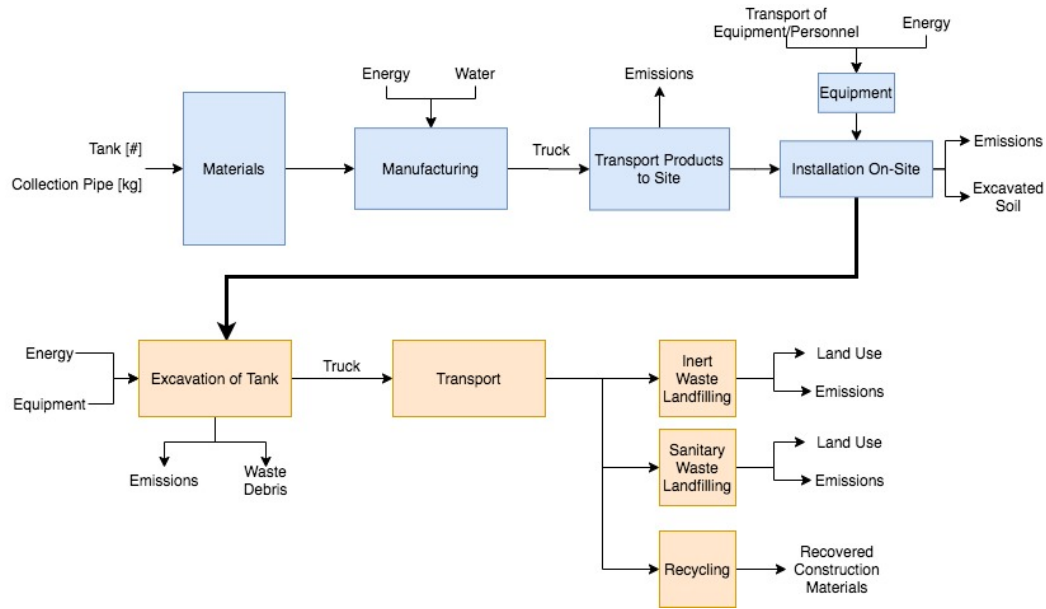 Transport of
Equipment/Personnel
Energy
Energy
Water
Emissions
Equipment
Tank [#]
Collection Pipe [kg]
Materials
Manufacturing
Truck
Transport Products
to Site
Installation On-Site
Emissions
Excavated
Soil
Energy
Equipment
Excavation of Tank
Truck
Transport
Inert
Waste
Landfilling
Land Use
Emissions
Emissions
Waste
Debris
Sanitary
Waste
Landfilling
Land Use
Emissions
Recycling
Recovered
Construction
Materials